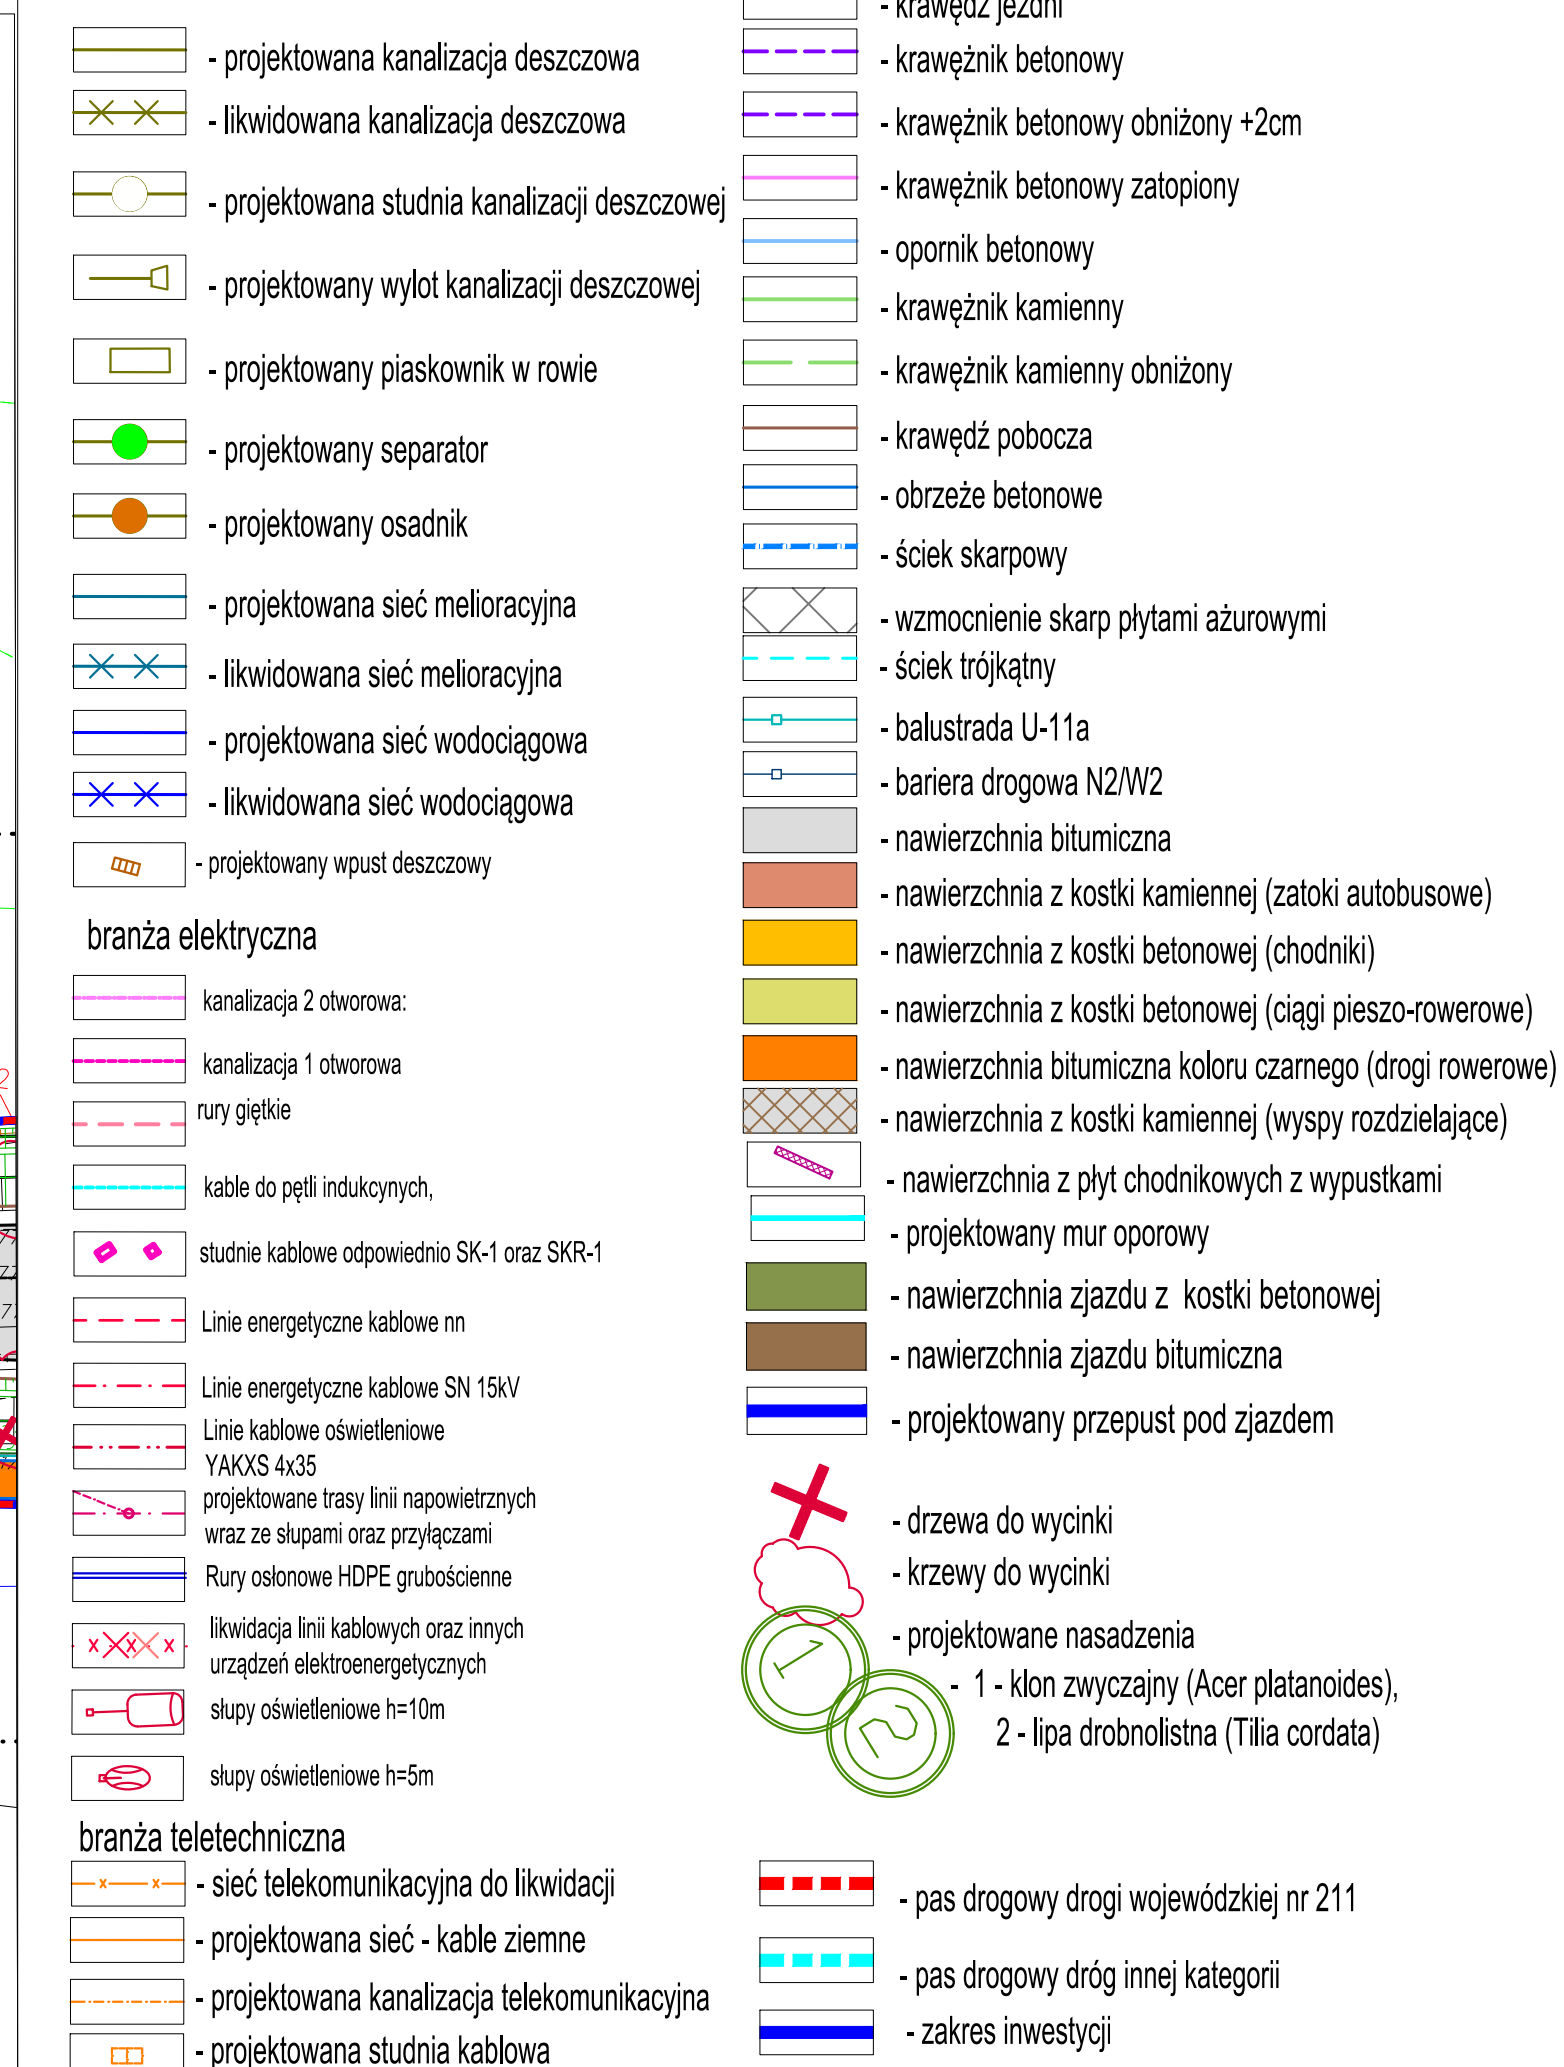 - projektowana kanalizacja deszczowa
- likwidowana kanalizacja deszczowa
- projektowana studnia kanalizacji deszczowej
- projektowany wylot kanalizacji deszczowej
- projektowany piaskownik w rowie
- projektowany separator
- projektowany osadnik
- projektowana sieć melioracyjna
- likwidowana sieć melioracyjna
- projektowana sieć wodociągowa
- likwidowana sieć wodociągowa
- projektowany wpust deszczowy
branża elektryczna
kanalizacja 2 otworowa:
kanalizacja 1 otworowa
rury giętkie
kable do pętli indukcynych,
studnie kablowe odpowiednio SK-1 oraz SKR-1
Linie energetyczne kablowe nn
Linie energetyczne kablowe SN 15kV
Linie kablowe oświetleniowe
YAKXS 4x35
projektowane trasy linii napowietrznych
wraz ze słupami oraz przyłączami
Rury osłonowe HDPE grubościenne
likwidacja linii kablowych oraz innych
urządzeń elektroenergetycznych
słupy oświetleniowe h=10m
słupy oświetleniowe h=5m
branża teletechniczna
- sieć telekomunikacyjna do likwidacji
- projektowana sieć - kable ziemne
- projektowana kanalizacja telekomunikacyjna
- projektowana studnia kablowa
- krawędź jezdni
- krawężnik betonowy
- krawężnik betonowy obniżony +2cm
- krawężnik betonowy zatopiony
- opornik betonowy
- krawężnik kamienny
- krawężnik kamienny obniżony
- krawędź pobocza
- obrzeże betonowe
- ściek skarpowy
- wzmocnienie skarp płytami ażurowymi
- ściek trójkątny
- balustrada U-11a
- bariera drogowa N2/W2
- nawierzchnia bitumiczna
- nawierzchnia z kostki kamiennej (zatoki autobusowe)
- nawierzchnia z kostki betonowej (chodniki)
- nawierzchnia z kostki betonowej (ciągi pieszo-rowerowe)
- nawierzchnia bitumiczna koloru czarnego (drogi rowerowe)
- nawierzchnia z kostki kamiennej (wyspy rozdzielające)
- nawierzchnia z płyt chodnikowych z wypustkami
- projektowany mur oporowy
- nawierzchnia zjazdu z kostki betonowej
- nawierzchnia zjazdu bitumiczna
- projektowany przepust pod zjazdem
- drzewa do wycinki
- krzewy do wycinki
- projektowane nasadzenia
1
- 1 - klon zwyczajny (Acer platanoides),
2
2 - lipa drobnolistna (Tilia cordata)
- pas drogowy drogi wojewódzkiej nr 211
- pas drogowy dróg innej kategorii
- zakres inwestycji